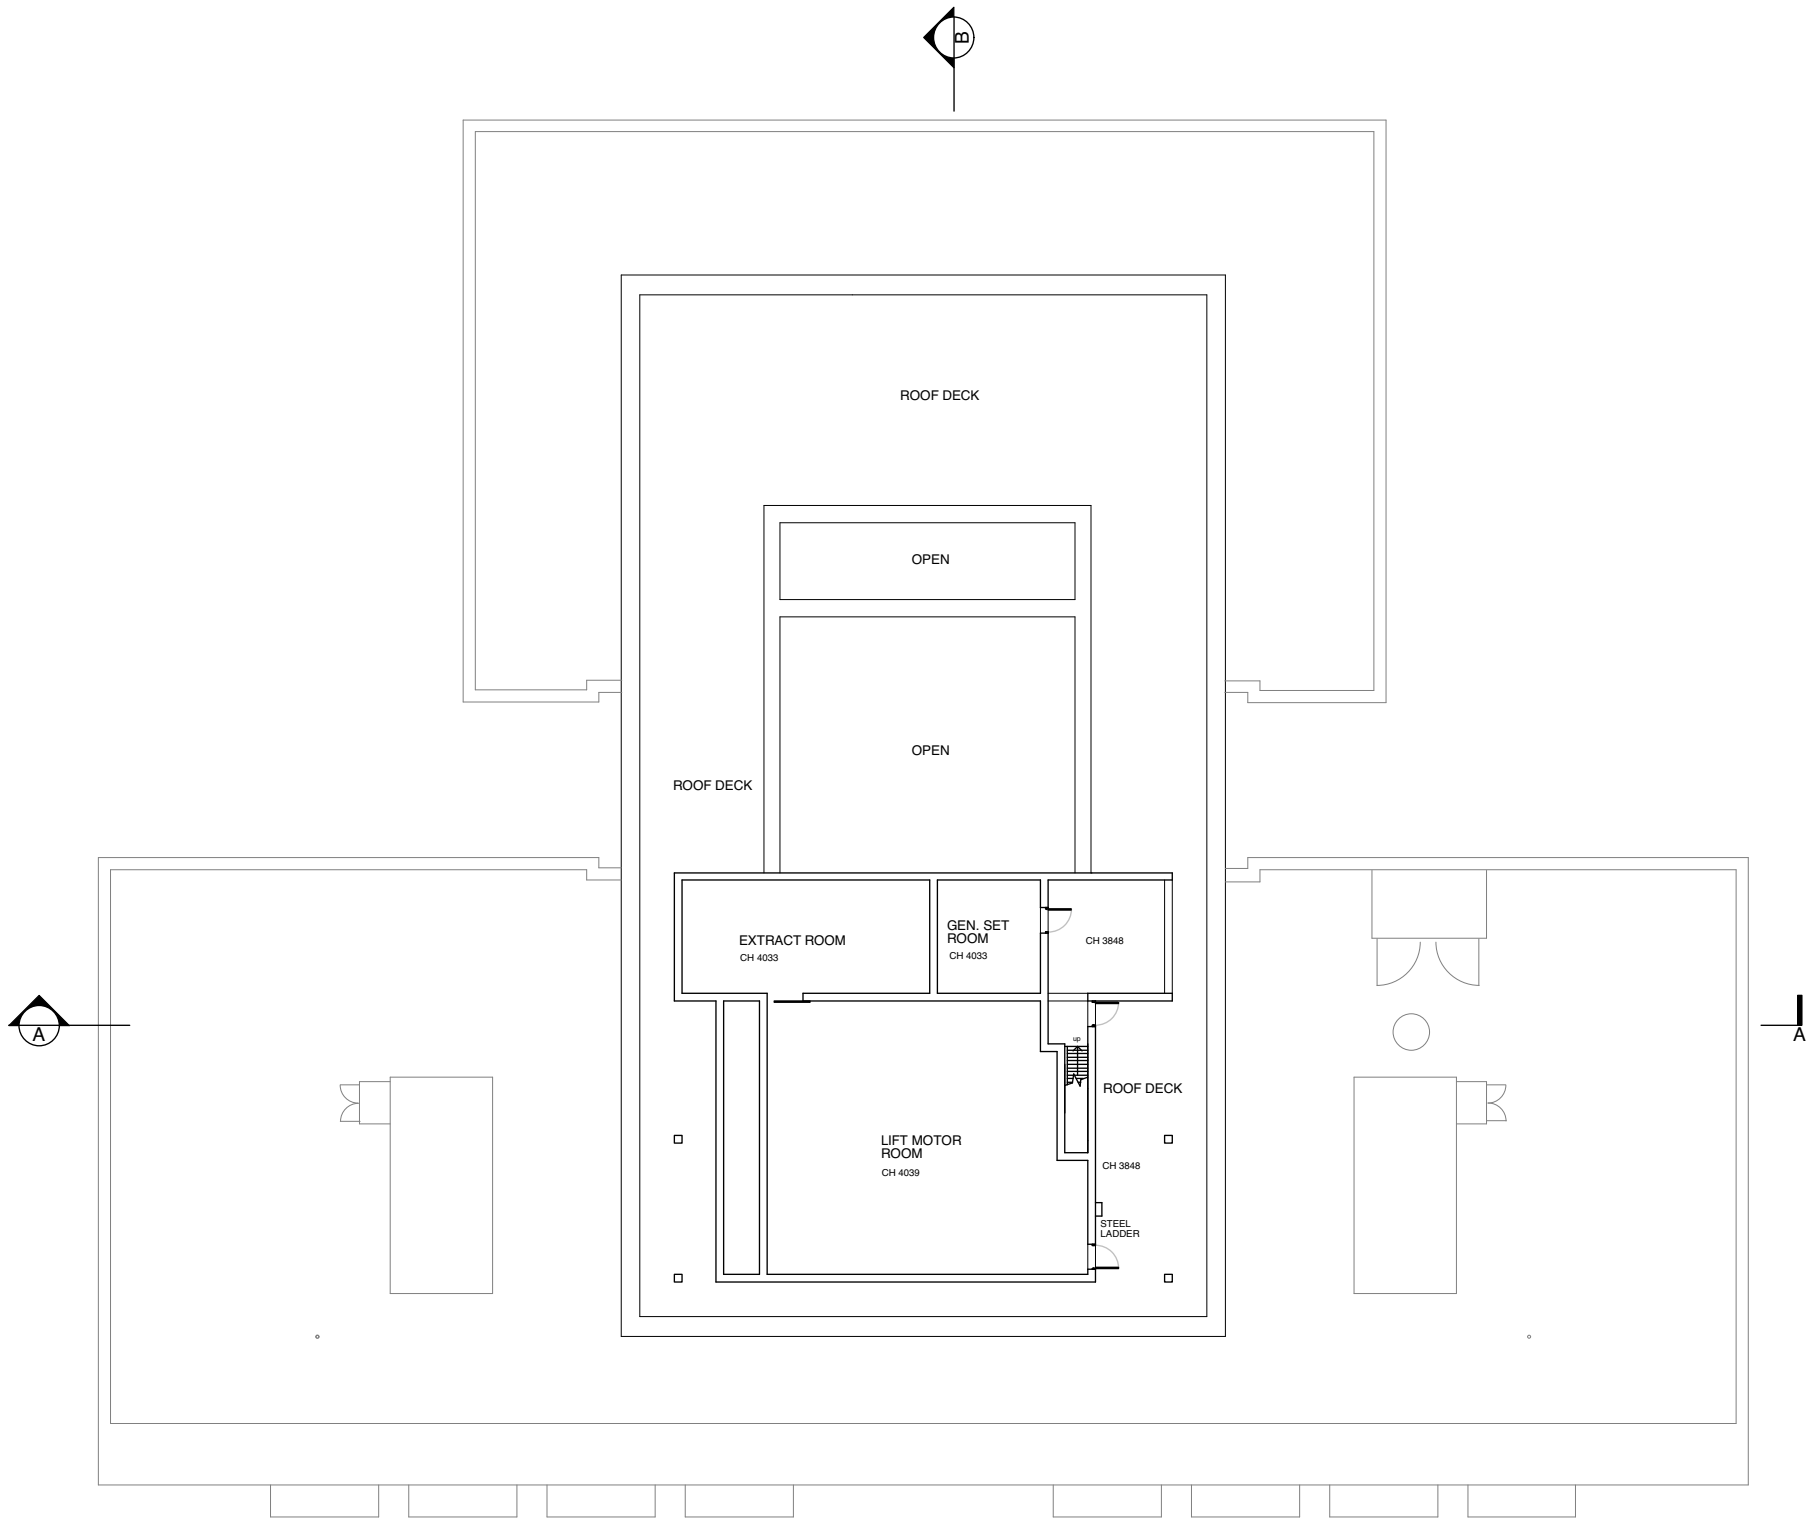 B
ROOF DECK
OPEN
OPEN
ROOF DECK
EXTRACT ROOM
CH 4033
GEN. SET
ROOM
CH 4033
CH 3848
A
A
up
ROOF DECK
LIFT MOTOR
ROOM
CH 4039
CH 3848
STEEL
LADDER